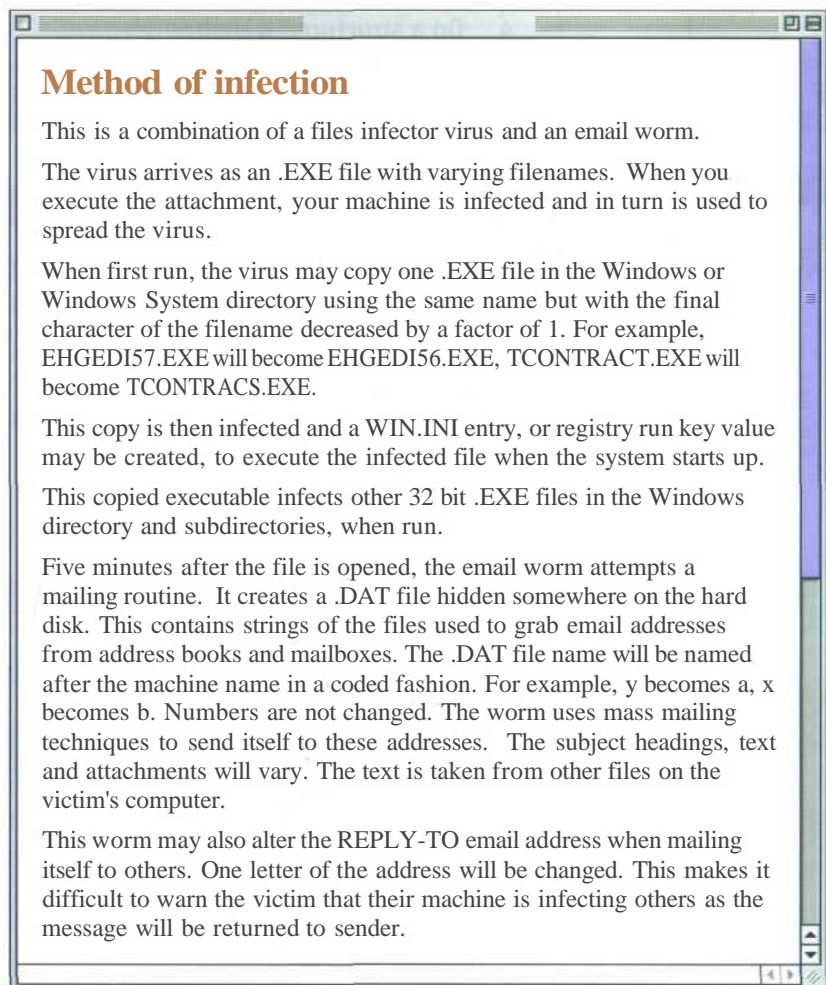 Method of infection
This is a combination of a files infector virus and an email worm.
The virus arrives as an .EXE file with varying filenames. When you
execute the attachment, your machine is infected and in turn is used to
spread the virus.
When first run, the virus may copy one .EXE file in the Windows or
Windows System directory using the same name but with the final
character of the filename decreased by a factor of 1. For example,
EHGEDI57.EXE will become EHGEDI56.EXE, TCONTRACT.EXE will
become TCONTRACS.EXE.
This copy is then infected and a WIN.INI entry, or registry run key value
may be created, to execute the infected file when the system starts up.
This copied executable infects other 32 bit .EXE files in the Windows
directory and subdirectories, when run.
Five minutes after the file is opened, the email worm attempts a
mailing routine. It creates a .DAT file hidden somewhere on the hard
disk. This contains strings of the files used to grab email addresses
from address books and mailboxes. The .DAT file name will be named
after the machine name in a coded fashion. For example, y becomes a, x
becomes b. Numbers are not changed. The worm uses mass mailing
techniques to send itself to these addresses. The subject headings, text
and attachments will vary. The text is taken from other files on the
victim's computer.
This worm may also alter the REPLY-TO email address when mailing
itself to others. One letter of the address will be changed. This makes it
difficult to warn the victim that their machine is infecting others as the
message will be returned to sender.